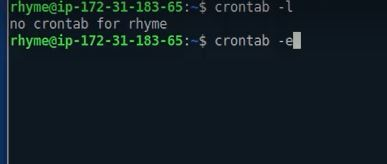 rhyme@ip-172-31-183-65:~$ crontab -l
no crontab for rhyme
rhyme@ip-172-31-183-65:~$ crontab -e